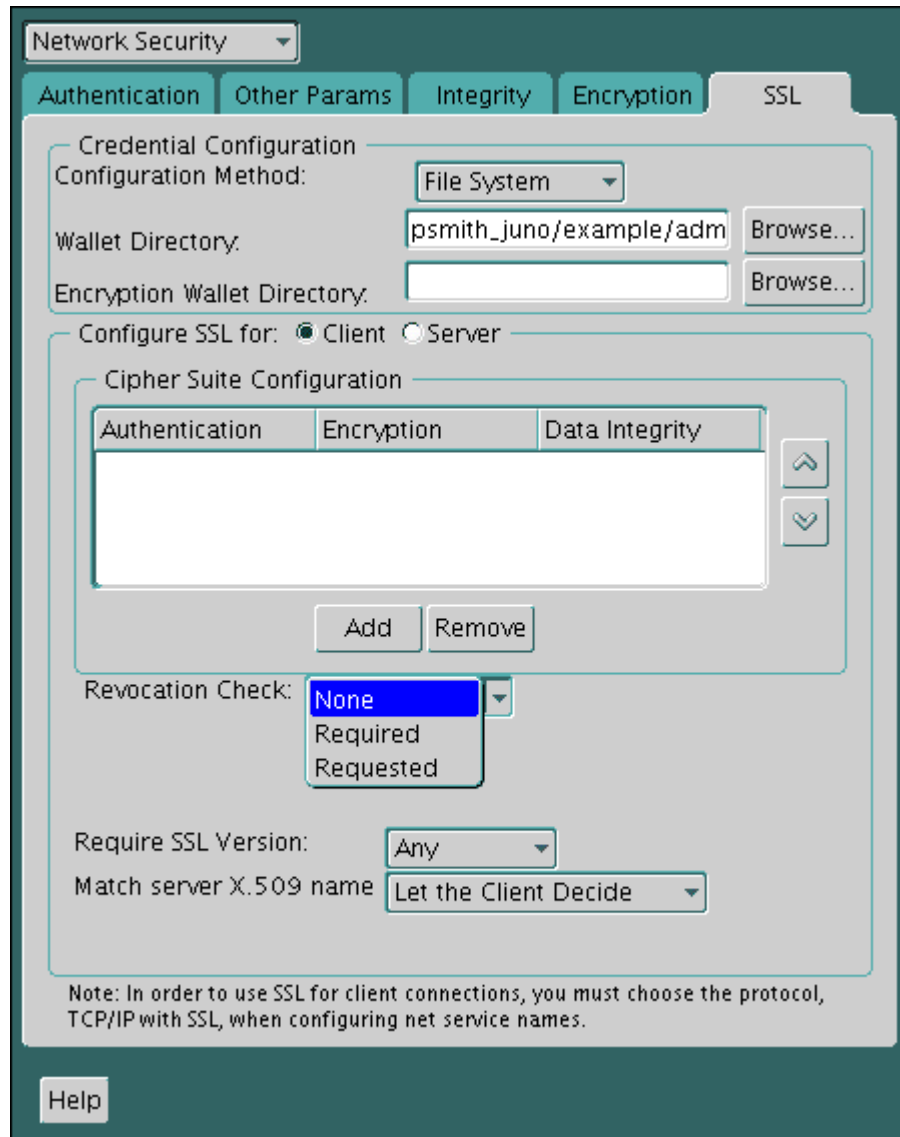 Network Security
Authentication Other Params Integrity Encryption SSL
Credential Configuration
Configuration Method: File System
Wallet Directory: psmith_juno/example/adm Browse...
Encryption Wallet Directory: Browse...
Configure SSL for: Client Server
Cipher Suite Configuration
Authentication Encryption Data Integrity
Add Remove
Revocation Check: None
Required
Requested
Require SSL Version: Any
Match server X.509 name Let the Client Decide
Note: In order to use SSL for client connections, you must choose the protocol,
TCP/IP with SSL, when configuring net service names.
Help